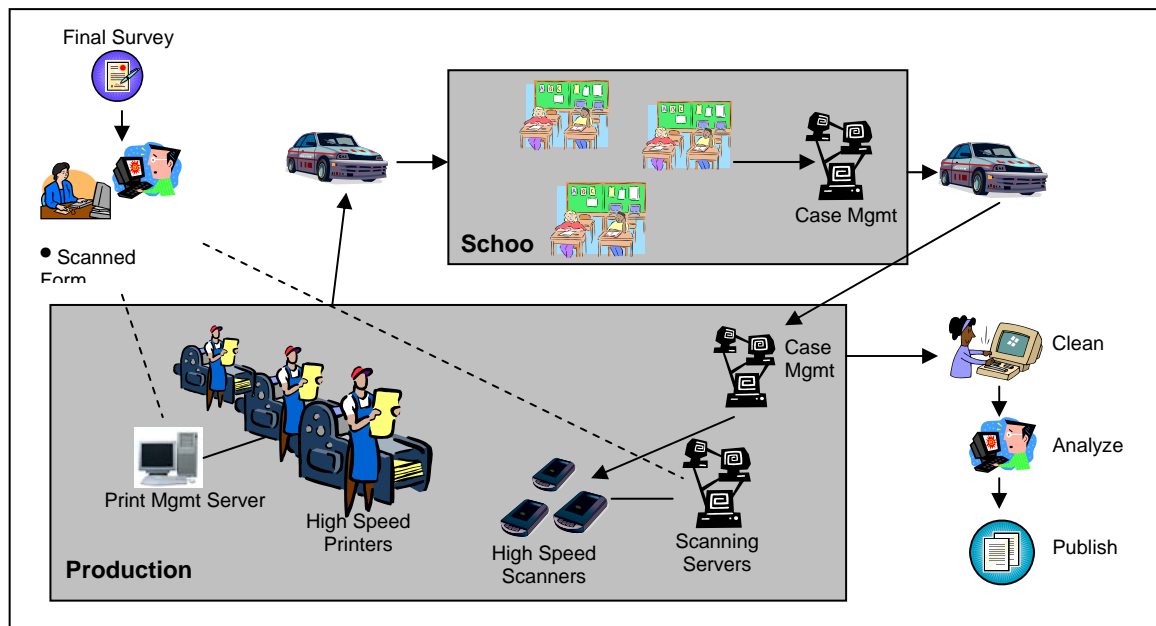 Final Survey
Case Mgmt
Schoo
● Scanned
Form
Case
Mgmt
Clean
Analyze
Print Mgmt Server
High Speed
Printers
High Speed
Scanners
Scanning
Servers
Publish
Production